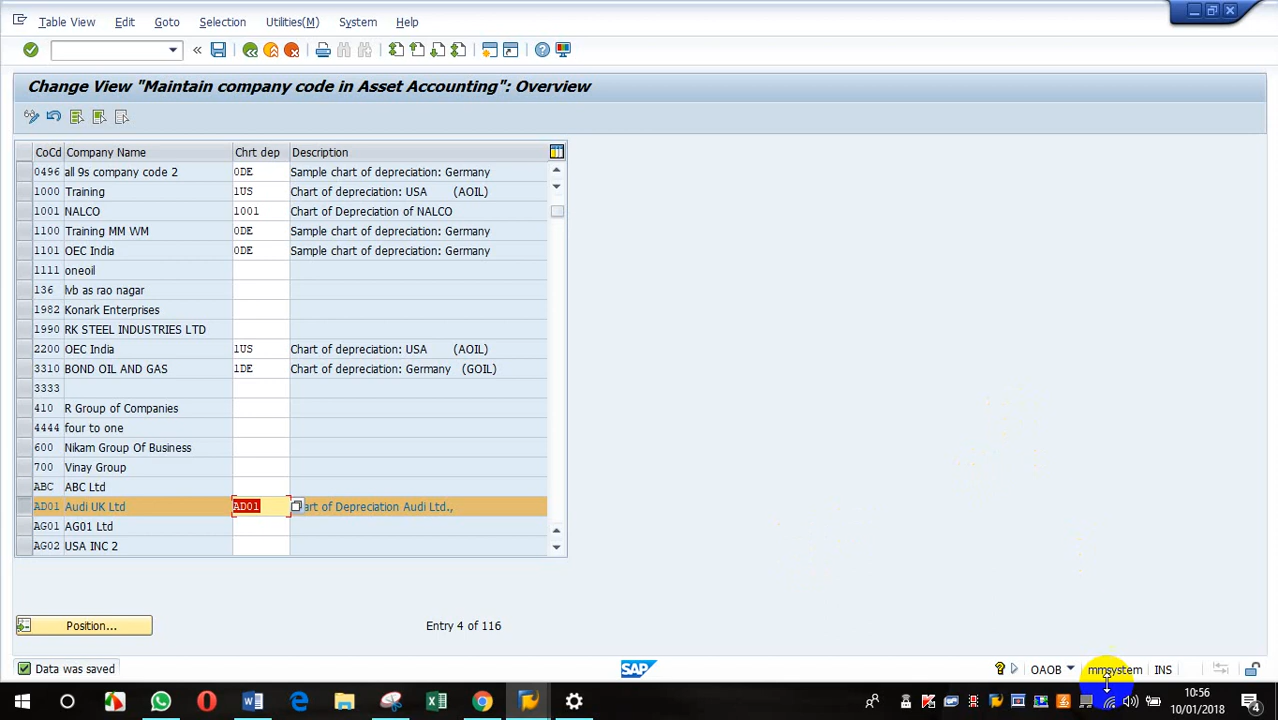 Table View Edit Goto Selection Utilities(M) System Help
Change View "Maintain company code in Asset Accounting": Overview
CoCd Company Name Chrt dep Description
0496 all 9s company code 2 0DE Sample chart of depreciation: Germany
1000 Training 1US Chart of depreciation: USA (AOIL)
1001 NALCO 1001 Chart of Depreciation of NALCO
1100 Training MM WM 0DE Sample chart of depreciation: Germany
1101 OEC India 0DE Sample chart of depreciation: Germany
1111 oneoil
136 lvb as rao nagar
1982 Konark Enterprises
1990 RK STEEL INDUSTRIES LTD
2200 OEC India 1US Chart of depreciation: USA (AOIL)
3310 BOND OIL AND GAS 1DE Chart of depreciation: Germany (GOIL)
3333
410 R Group of Companies
4444 four to one
600 Nikam Group Of Business
700 Vinay Group
ABC ABC Ltd
AD01 Audi UK Ltd AD01 art of Depreciation Audi Ltd.,
AG01 AG01 Ltd
AG02 USA INC 2
Position... Entry 4 of 116
Data was saved SAP OAOB mmsystem INS
10:56
10/01/2018
4